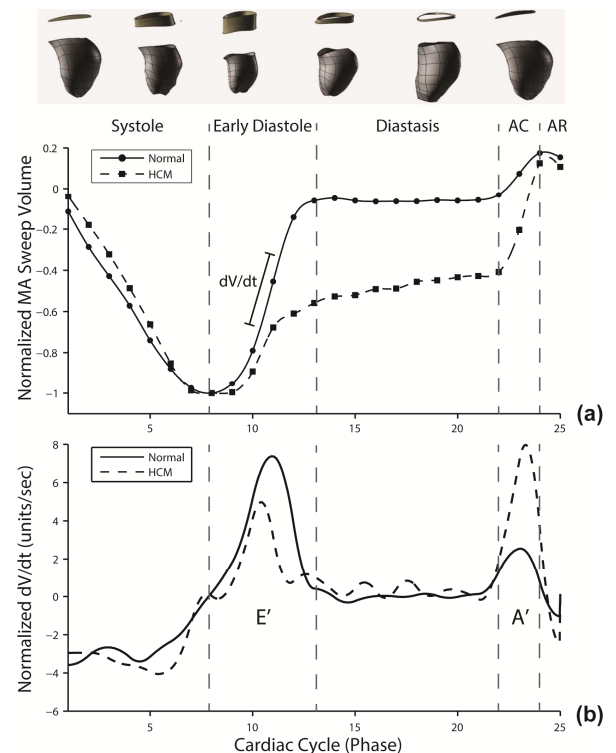 Systole Early Diastole Diastasis AC AR
Normalized MA Sweep Volume
0.2
0
−0.2
−0.4
−0.6
−0.8
−1
Normal
HCM
dV/dt
5 10 15 20 25
(a)
Normalized dV/dt (units/sec)
8
6
4
2
0
−2
−4
−6
Normal
HCM
E’ A’
5 10 15 20 25
(b)
Cardiac Cycle (Phase)